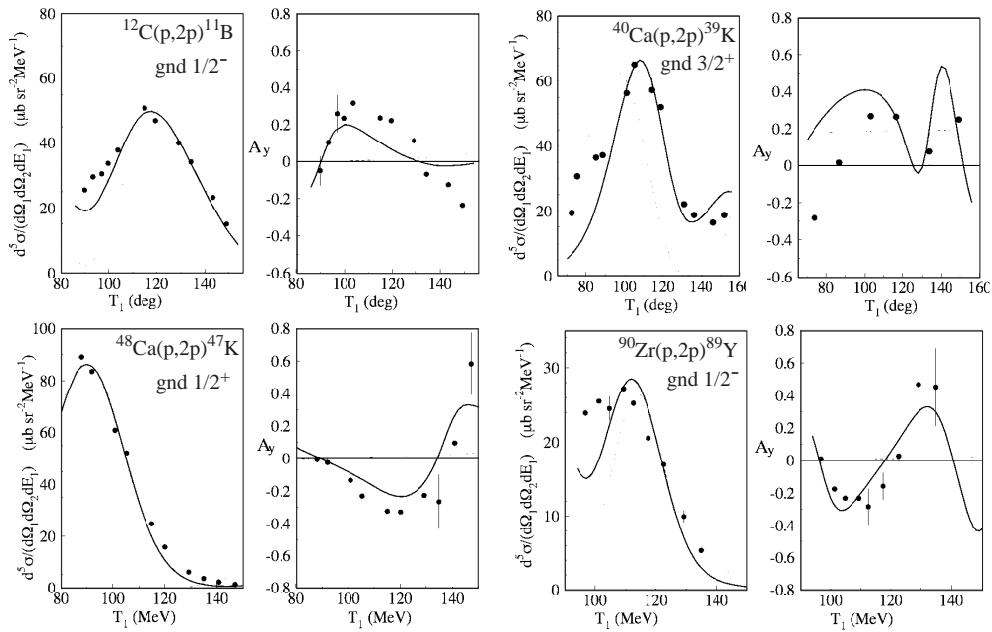 ¹²C(p,2p)¹¹B
gnd 1/2⁻
d⁵σ/(dΩ₁dΩ₂dE₁) (μb sr⁻²MeV⁻¹)
80
60
40
20
0
80 100 120 140
T₁ (deg)
A_y
0.6
0.4
0.2
0
-0.2
-0.4
-0.6
80 100 120 140
T₁ (deg)
⁴⁰Ca(p,2p)³⁹K
gnd 3/2⁺
d⁵σ/(dΩ₁dΩ₂dE₁) (μb sr⁻²MeV⁻¹)
80
60
40
20
0
60 80 100 120 140 160
T₁ (deg)
A_y
0.8
0.6
0.4
0.2
0
-0.2
-0.4
-0.6
60 80 100 120 140 160
T₁ (deg)
⁴⁸Ca(p,2p)⁴⁷K
gnd 1/2⁺
d⁵σ/(dΩ₁dΩ₂dE₁) (μb sr⁻²MeV⁻¹)
100
80
60
40
20
0
80 100 120 140
T₁ (MeV)
A_y
0.8
0.6
0.4
0.2
0
-0.2
-0.4
-0.6
-0.8
80 100 120 140
T₁ (MeV)
⁹⁰Zr(p,2p)⁸⁹Y
gnd 1/2⁻
d⁵σ/(dΩ₁dΩ₂dE₁) (μb sr⁻²MeV⁻¹)
30
20
10
0
100 120 140
T₁ (MeV)
A_y
0.8
0.6
0.4
0.2
0
-0.2
-0.4
-0.6
-0.8
100 120 140
T₁ (MeV)